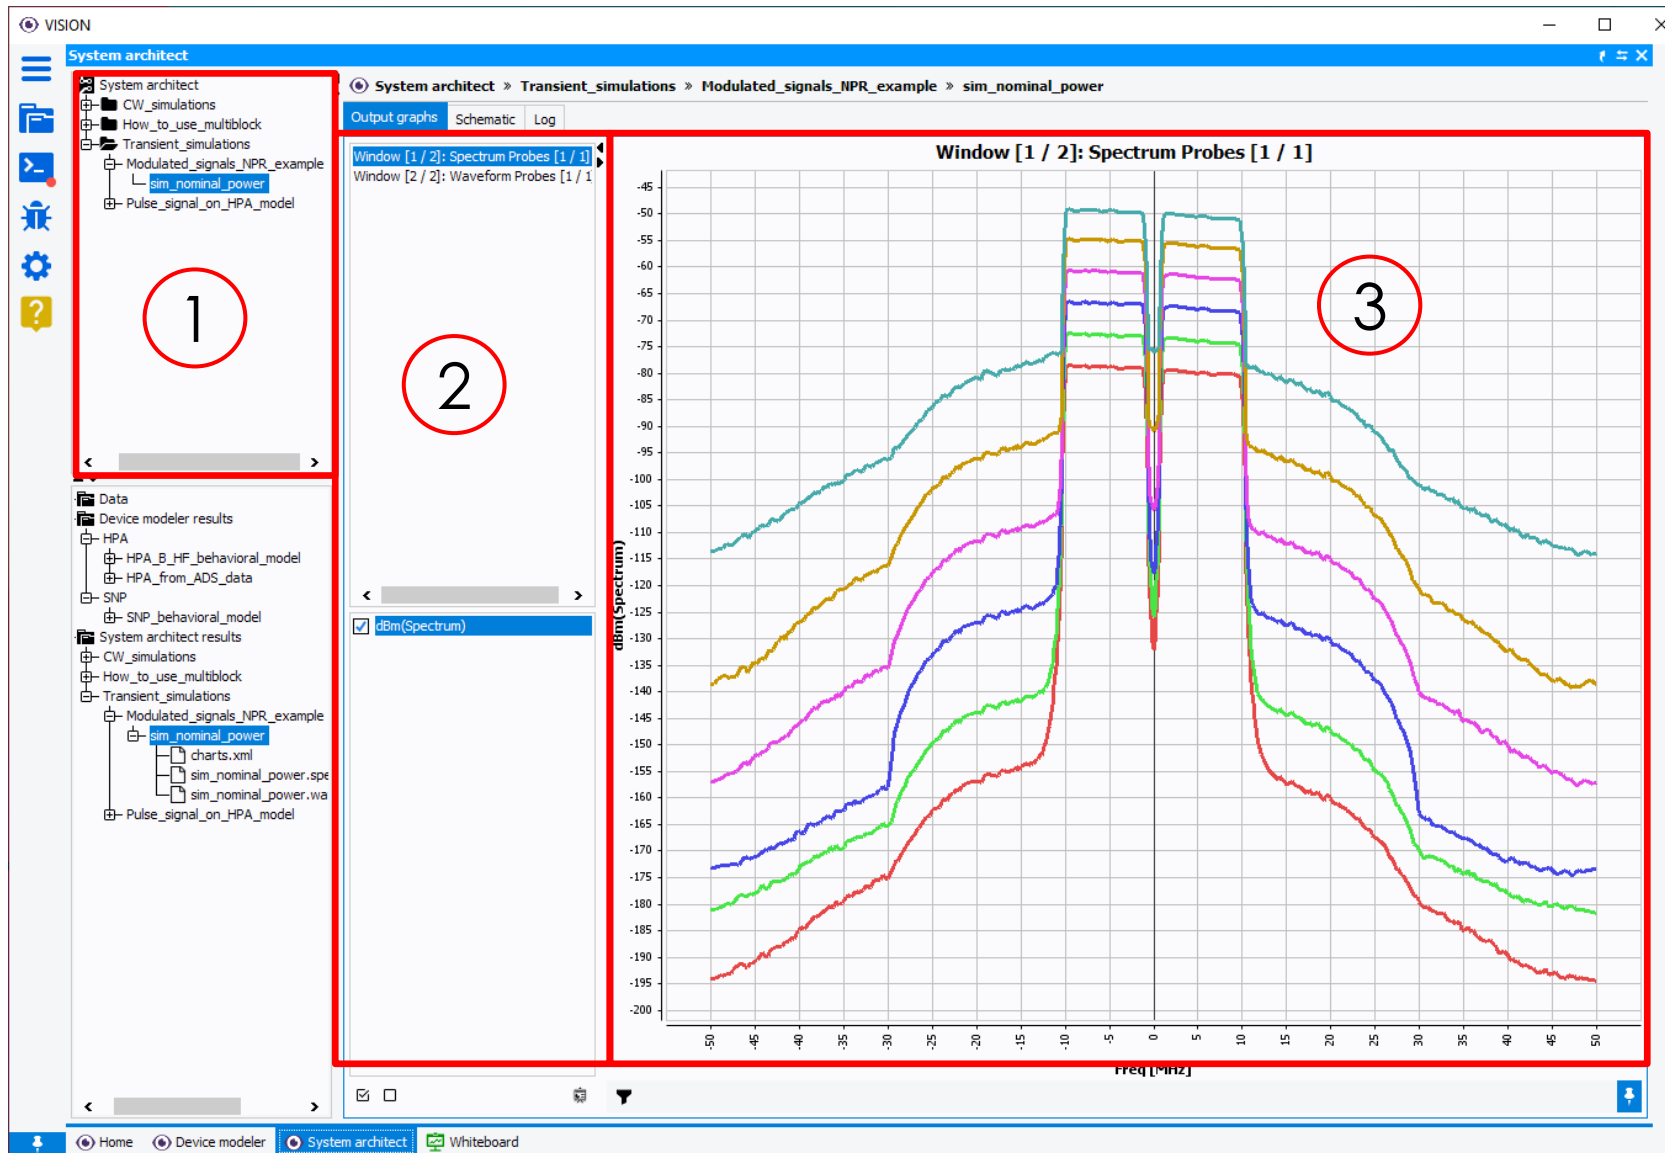 VISION
System architect
System architect
CW_simulations
How_to_use_multiblock
Transient_simulations
Modulated_signals_NPR_example
sim_nominal_power
Pulse_signal_on_HPA_model
1
Data
Device modeler results
HPA
HPA_B_HF_behavioral_model
HPA_from_ADS_data
SNP
SNP_behavioral_model
System architect results
CW_simulations
How_to_use_multiblock
Transient_simulations
Modulated_signals_NPR_example
sim_nominal_power
charts.xml
sim_nominal_power.spe
sim_nominal_power.wa
Pulse_signal_on_HPA_model
System architect » Transient_simulations » Modulated_signals_NPR_example » sim_nominal_power
Output graphs Schematic Log
Window [1 / 2]: Spectrum Probes [1 / 1]
Window [2 / 2]: Waveform Probes [1 / 1
2
dBm(Spectrum)
Window [1 / 2]: Spectrum Probes [1 / 1]
3
dBm(Spectrum)
-45
-50
-55
-60
-65
-70
-75
-80
-85
-90
-95
-100
-105
-110
-115
-120
-125
-130
-135
-140
-145
-150
-155
-160
-165
-170
-175
-180
-185
-190
-195
-200
-50 -45 -40 -35 -30 -25 -20 -15 -10 -5 0 5 10 15 20 25 30 35 40 45 50
Freq [MHz]
Home Device modeler System architect Whiteboard